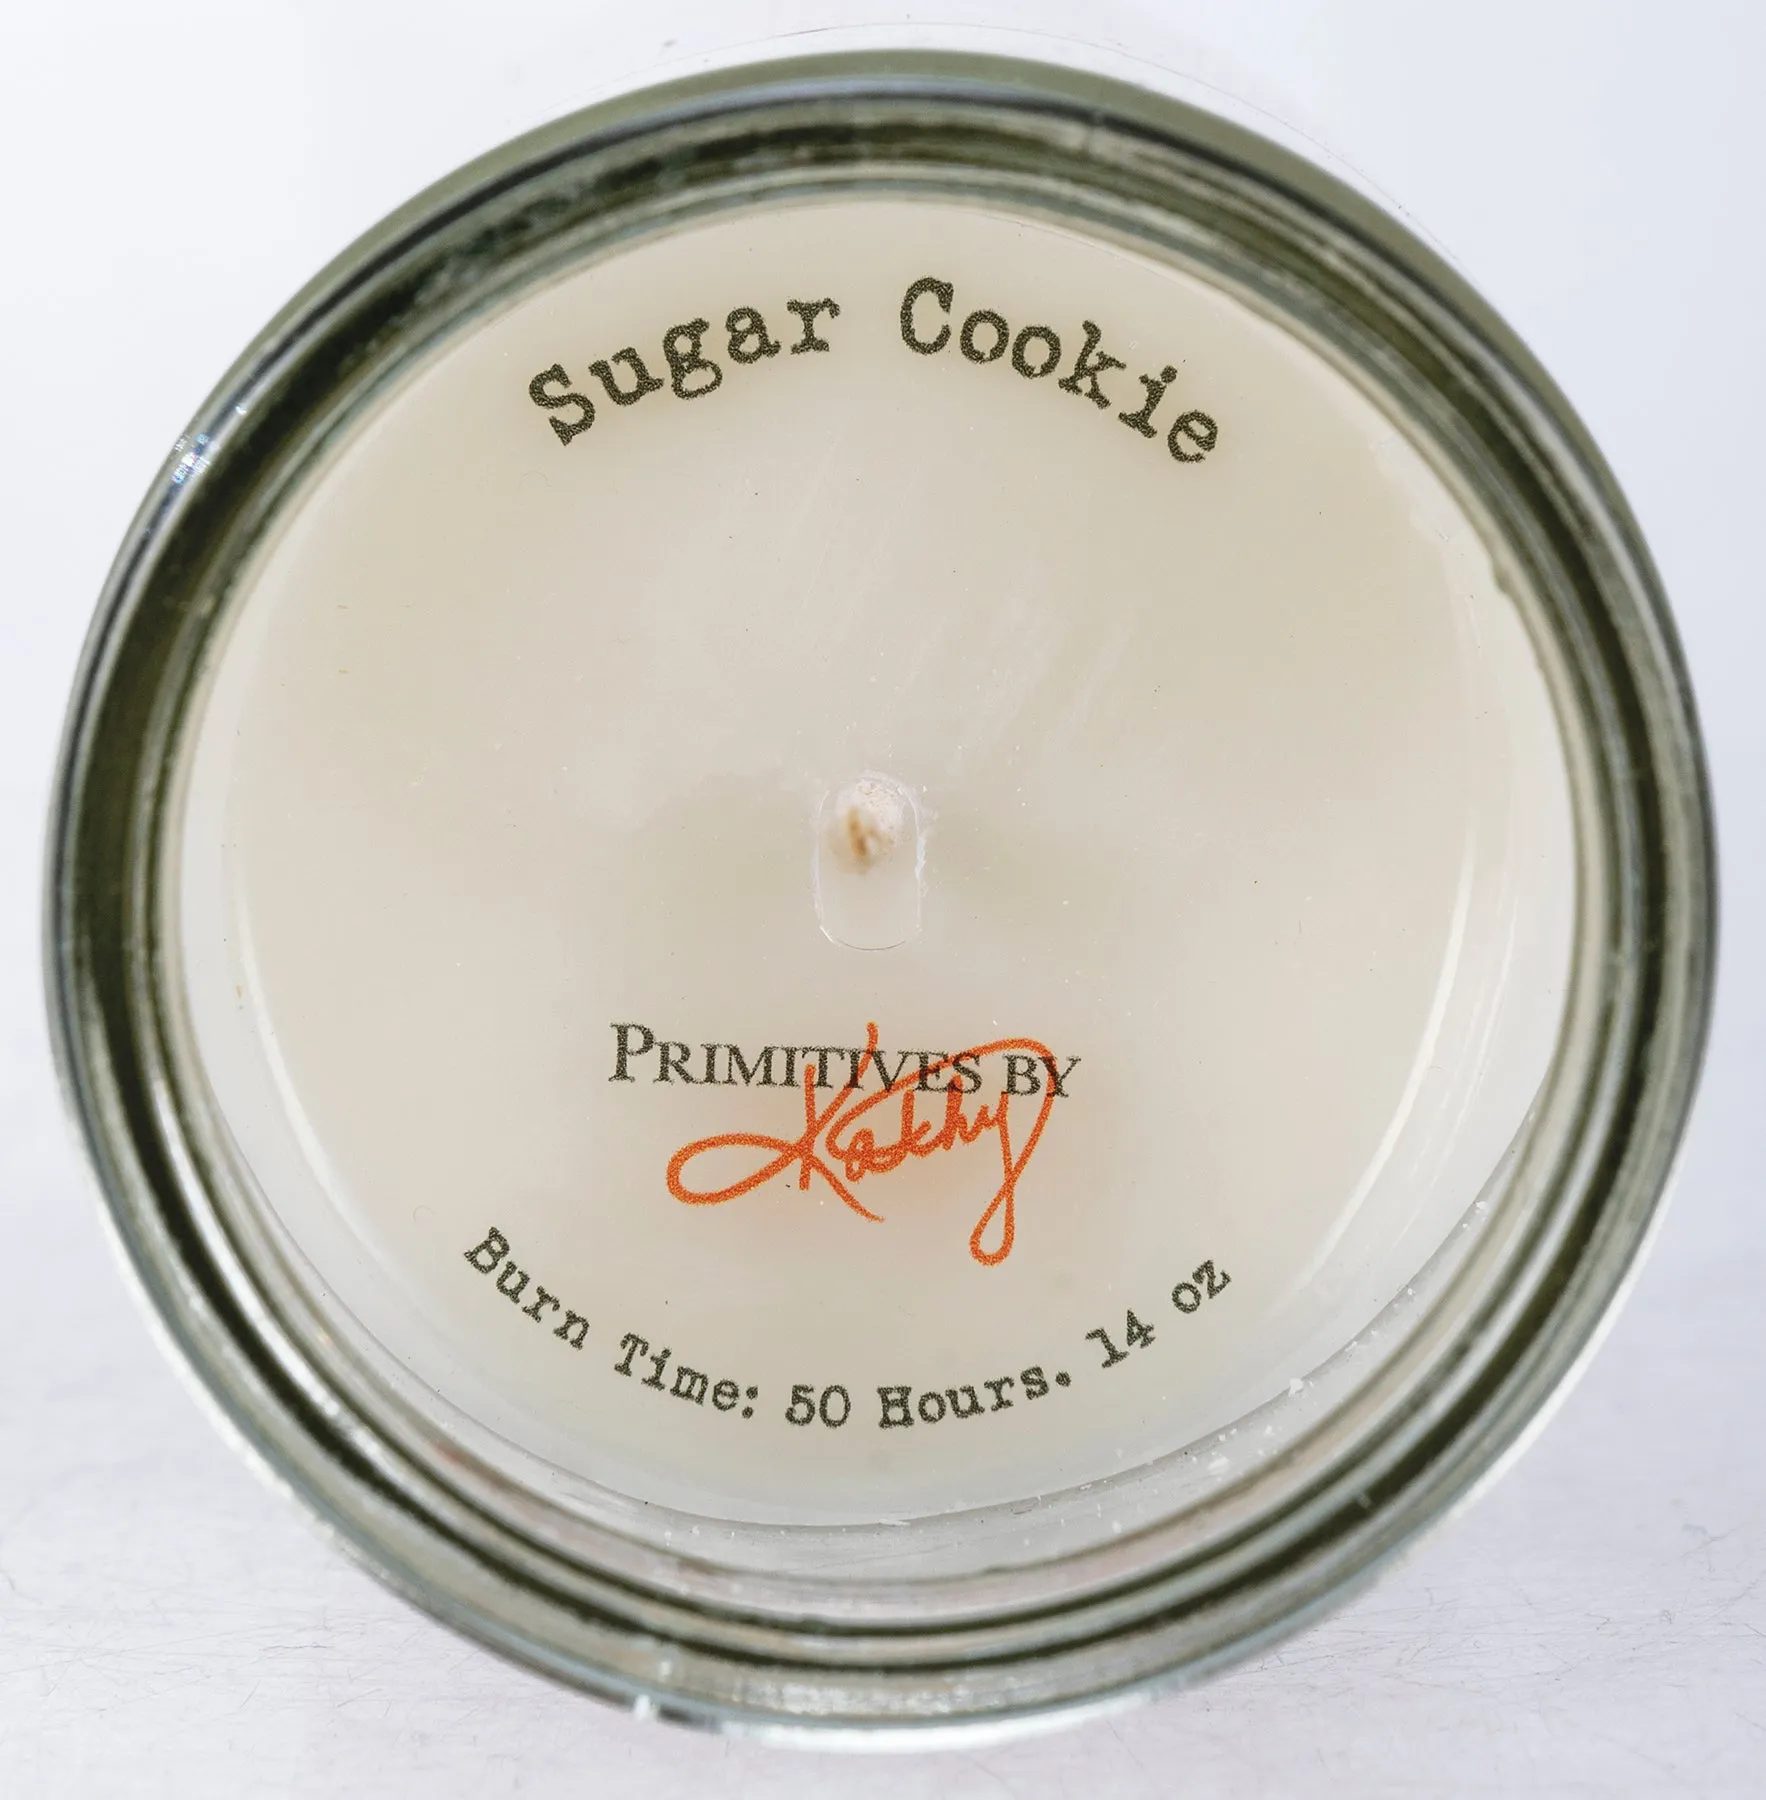 Sugar Cookie
PRIMITIVES BY
Kathy
Burn Time: 50 Hours. 14 oz